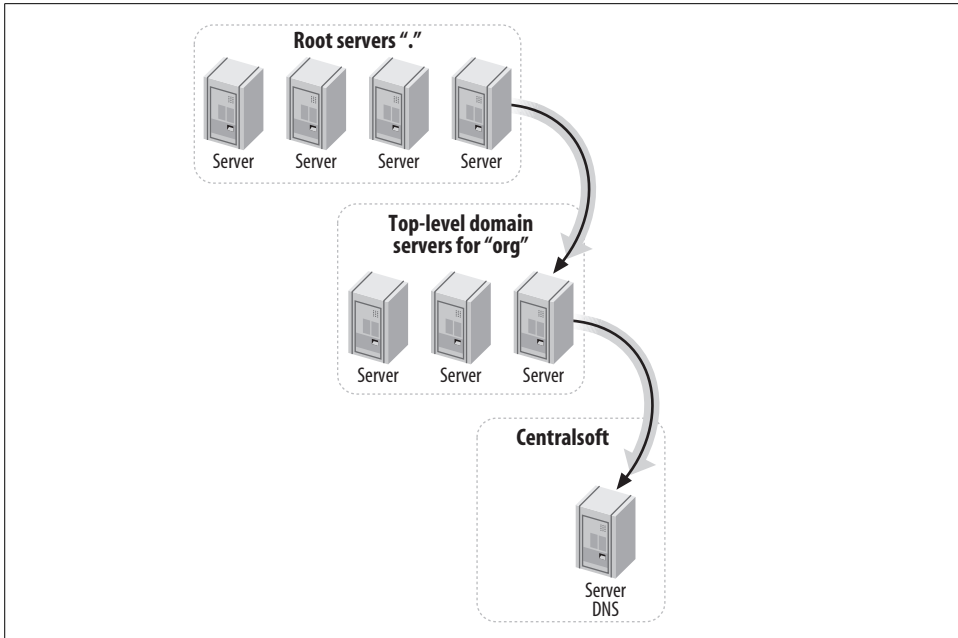 Root servers “.”
Server Server Server Server
Top-level domain
servers for “org”
Server Server Server
Centralsoft
Server
DNS